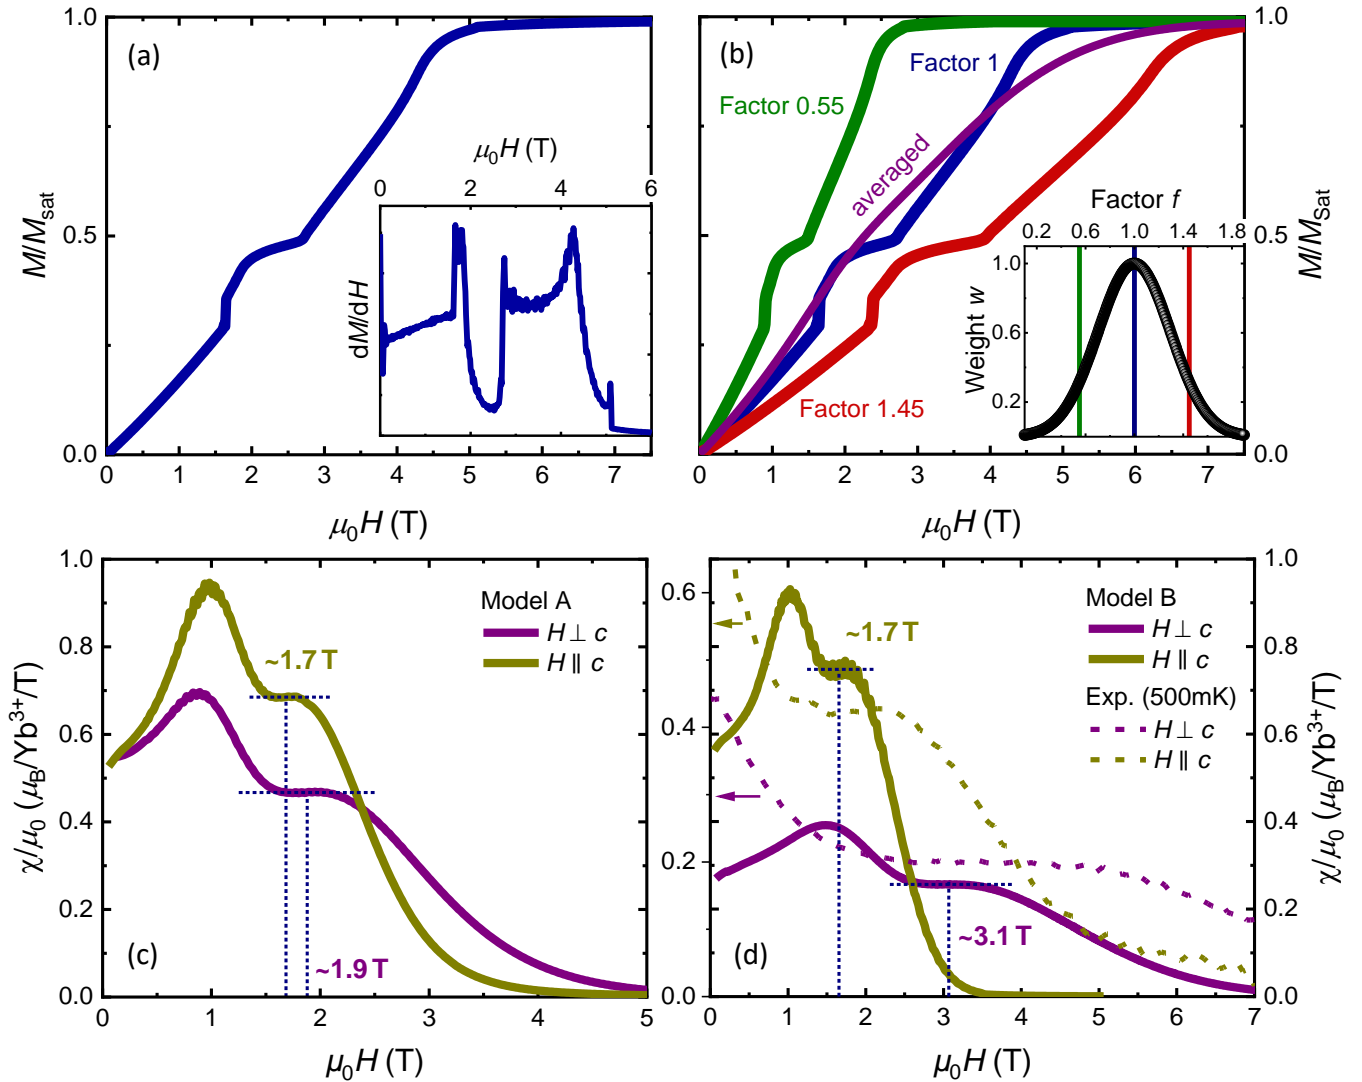 (a)
1.0
0.5
0.0
M/M_sat
0 1 2 3 4 5 6 7
μ₀H (T)
μ₀H (T)
0 2 4 6
dM/dH
(b)
Factor 0.55
Factor 1
averaged
Factor 1.45
Factor f
0.2 0.6 1.0 1.4 1.8
1.0
0.6
0.2
Weight w
1.0
0.5
0.0
M/M_Sat
0 1 2 3 4 5 6 7
μ₀H (T)
1.0
0.8
0.6
0.4
0.2
0.0
χ/μ₀ (μ_B/Yb³⁺/T)
Model A
H ⊥ c
H ∥ c
~1.7 T
~1.9 T
(c)
0 1 2 3 4 5
μ₀H (T)
0.6
0.4
0.2
0.0
Model B
H ⊥ c
H ∥ c
Exp. (500mK)
H ⊥ c
H ∥ c
~1.7 T
~3.1 T
(d)
1.0
0.8
0.6
0.4
0.2
0.0
χ/μ₀ (μ_B/Yb³⁺/T)
0 1 2 3 4 5 6 7
μ₀H (T)